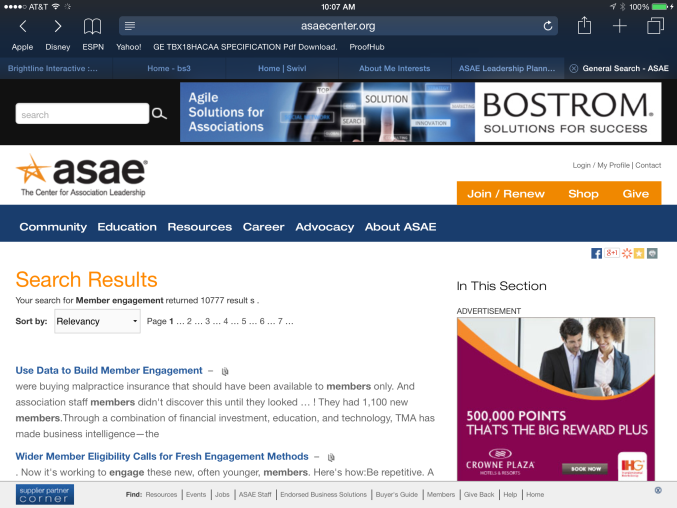 AT&T
10:07 AM
100%
asaecenter.org
Apple Disney ESPN Yahoo! GE TBX18HACAA SPECIFICATION Pdf Download. ProofHub
Brightline Interactive :... Home - bs3 Home | Swivl About Me Interests ASAE Leadership Plann... General Search - ASAE
search
Agile
Solutions for
Associations
TOP
SOLUTION
SEARCH
INNOVATION
BOSTROM.
SOLUTIONS FOR SUCCESS
asae®
The Center for Association Leadership
Login / My Profile | Contact
Join / Renew Shop Give
Community Education Resources Career Advocacy About ASAE
Search Results
Your search for Member engagement returned 10777 result s .
Sort by: Relevancy Page 1 ... 2 ... 3 ... 4 ... 5 ... 6 ... 7 ...
In This Section
ADVERTISEMENT
Use Data to Build Member Engagement –
were buying malpractice insurance that should have been available to members only. And
association staff members didn't discover this until they looked ... ! They had 1,100 new
members.Through a combination of financial investment, education, and technology, TMA has
made business intelligence—the
Wider Member Eligibility Calls for Fresh Engagement Methods –
. Now it's working to engage these new, often younger, members. Here's how:Be repetitive. A
500,000 POINTS
THAT'S THE BIG REWARD PLUS
CROWNE PLAZA
HOTELS & RESORTS
BOOK NOW
IHG
supplier partner
corner
Find: Resources | Events | Jobs | ASAE Staff | Endorsed Business Solutions | Buyer's Guide | Members | Give Back | Help | Home